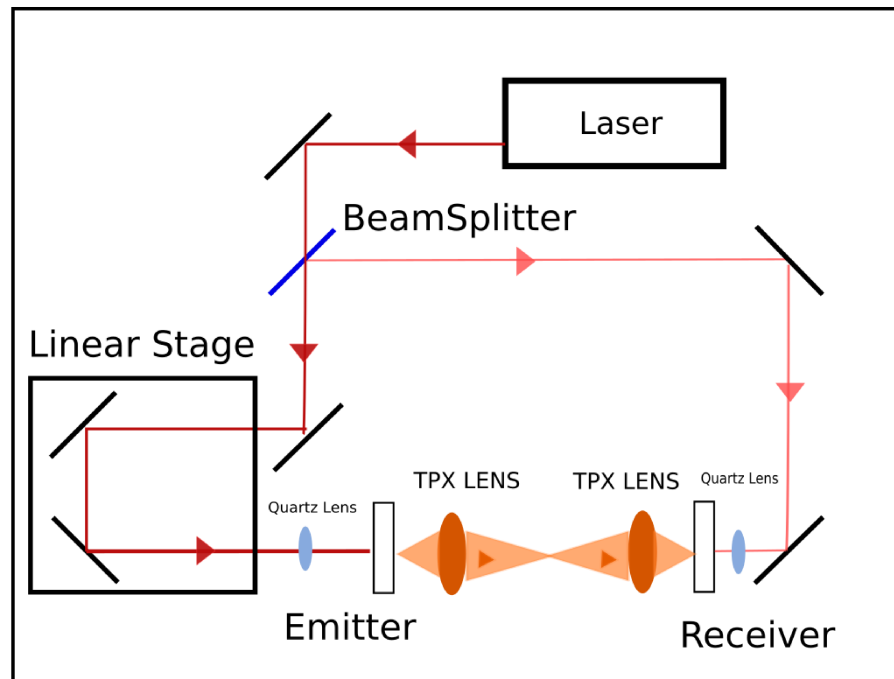 Laser
BeamSplitter
Linear Stage
TPX LENS
TPX LENS
Quartz Lens
Quartz Lens
Emitter
Receiver